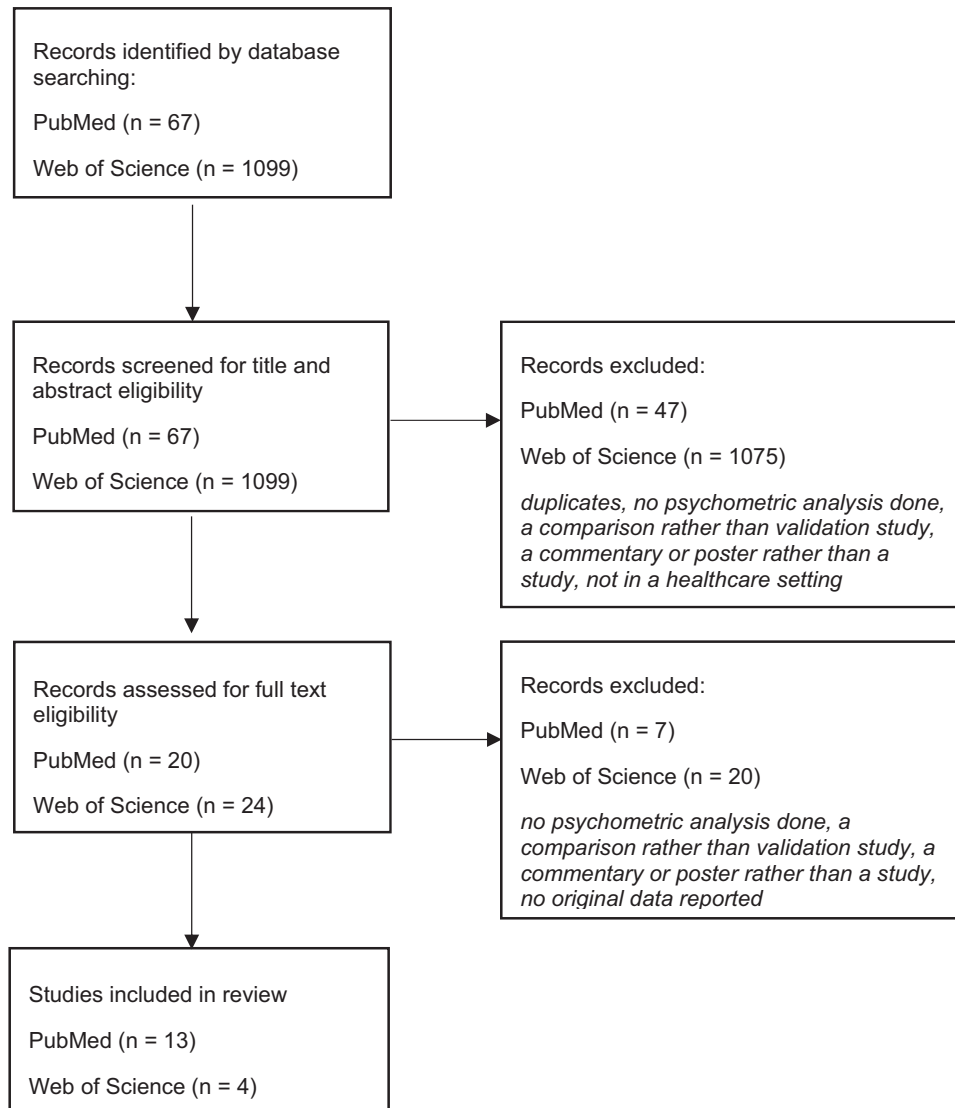 Records identified by database
searching:
PubMed (n = 67)
Web of Science (n = 1099)
Records screened for title and
abstract eligibility
PubMed (n = 67)
Web of Science (n = 1099)
Records excluded:
PubMed (n = 47)
Web of Science (n = 1075)
duplicates, no psychometric analysis done,
a comparison rather than validation study,
a commentary or poster rather than a
study, not in a healthcare setting
Records assessed for full text
eligibility
PubMed (n = 20)
Web of Science (n = 24)
Records excluded:
PubMed (n = 7)
Web of Science (n = 20)
no psychometric analysis done, a
comparison rather than validation study, a
commentary or poster rather than a study,
no original data reported
Studies included in review
PubMed (n = 13)
Web of Science (n = 4)